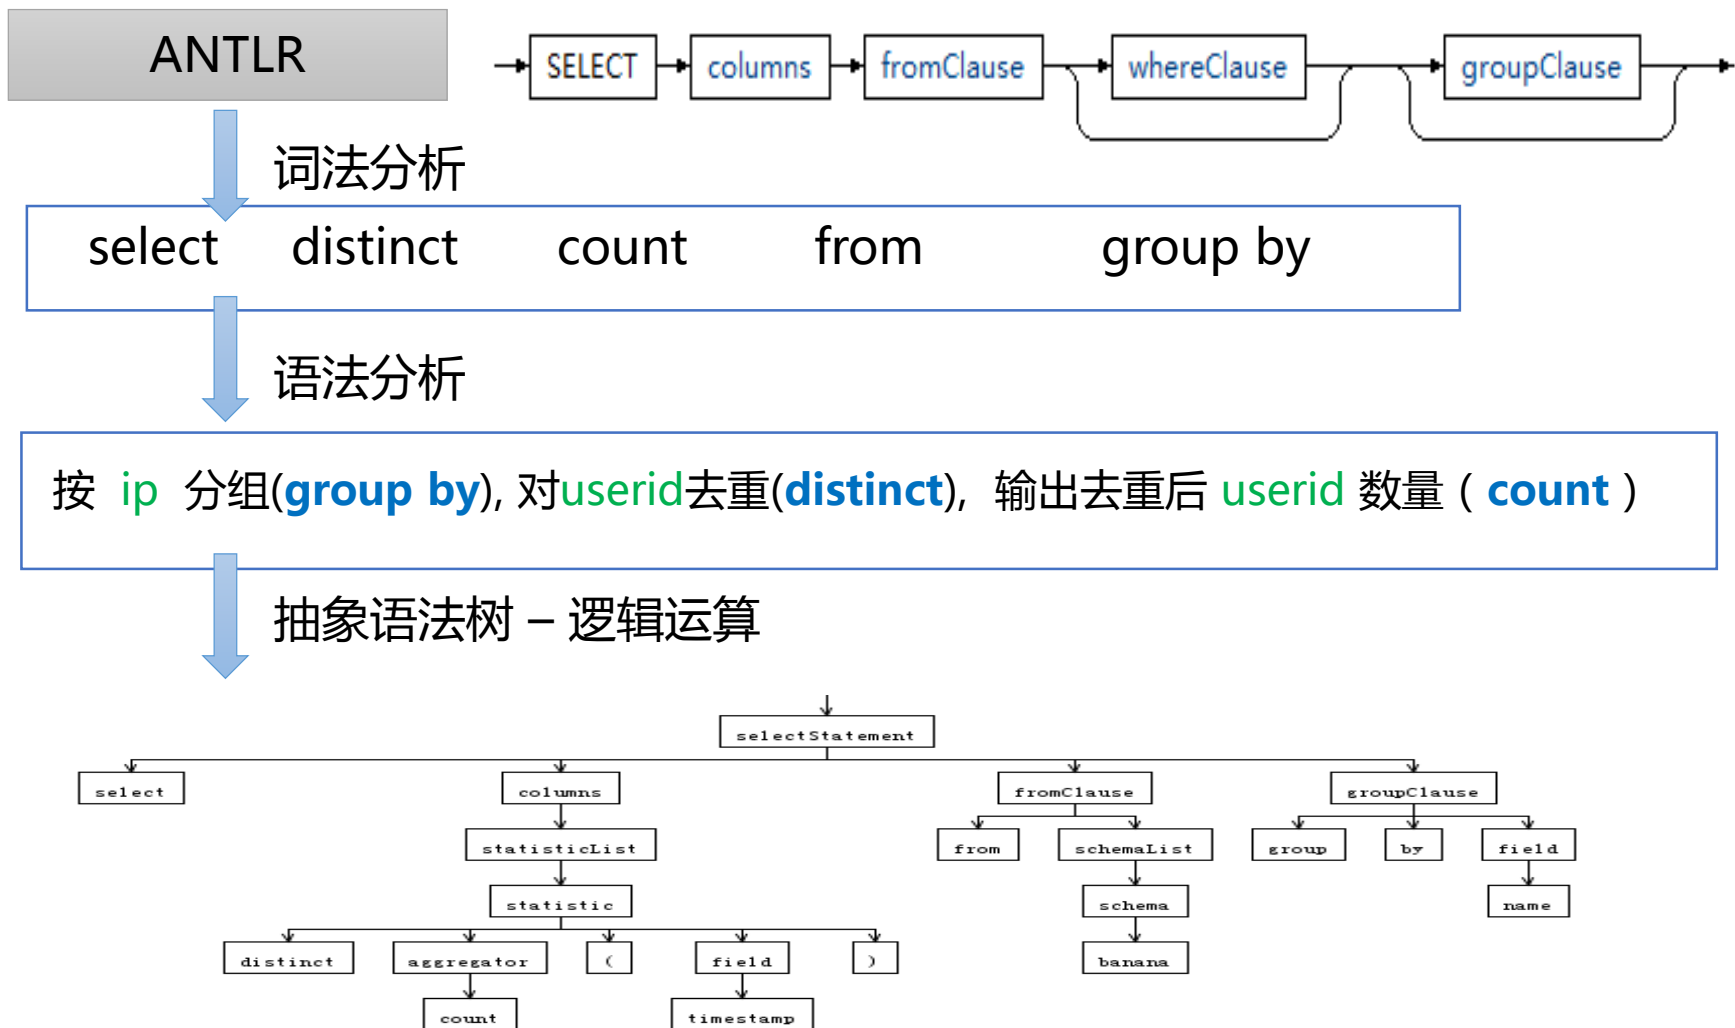 ANTLR
SELECT columns fromClause whereClause groupClause
词法分析
select distinct count from group by
语法分析
按 ip 分组(group by), 对userid去重(distinct), 输出去重后 userid 数量（count）
抽象语法树 – 逻辑运算
selectStatement
select columns fromClause groupClause
statisticList from schemaList group by field
statistic schema name
distinct aggregator ( field ) banana
count timestamp